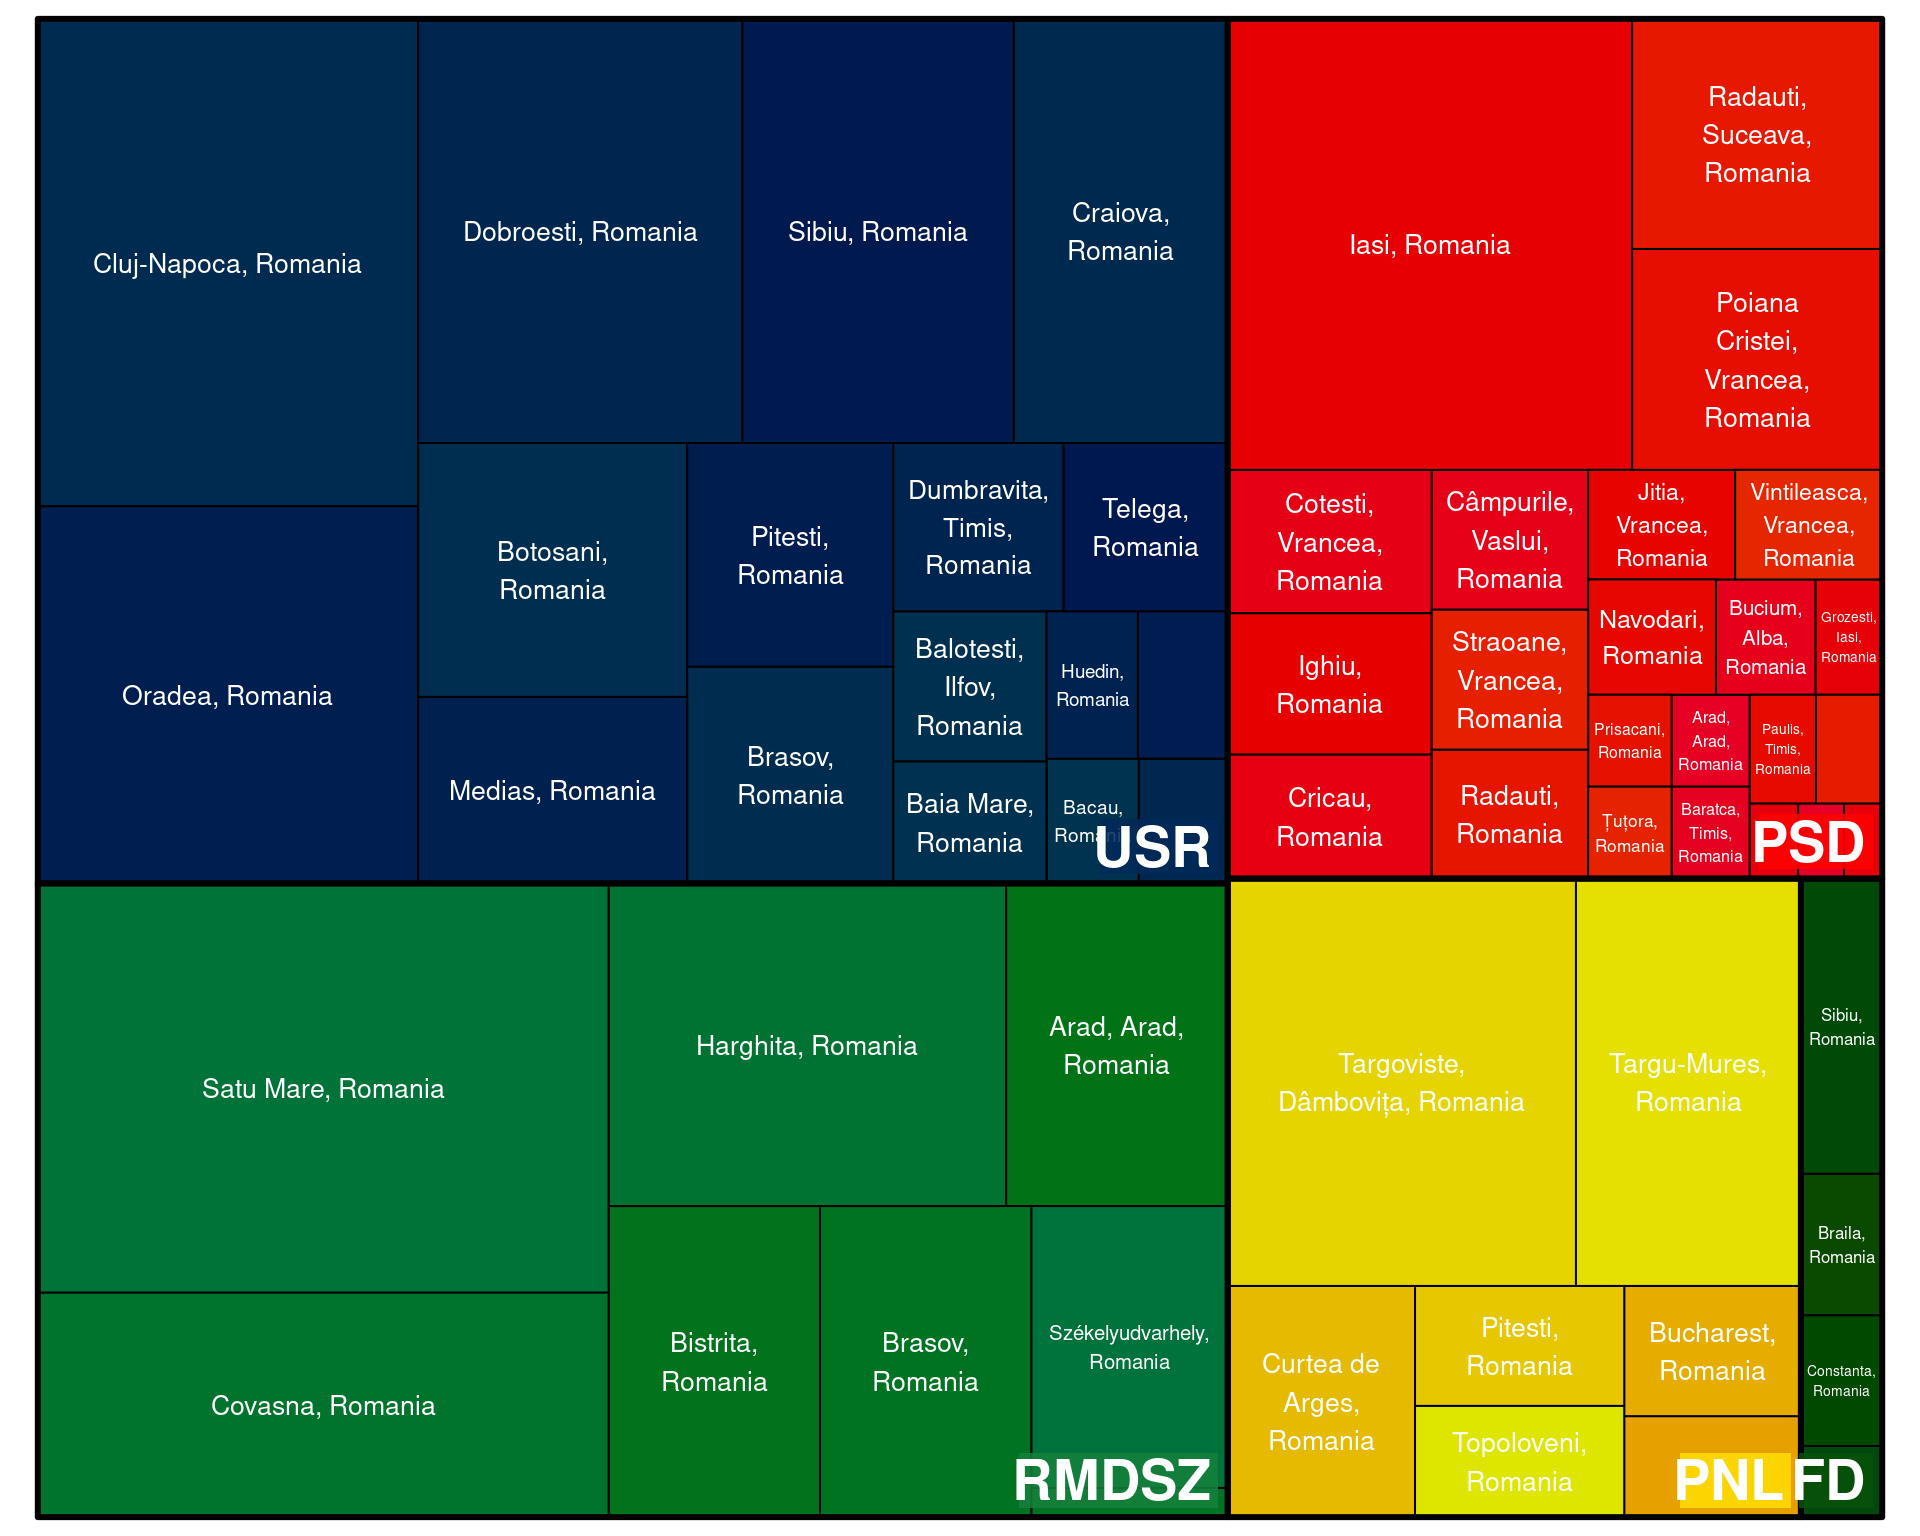 Cluj-Napoca, Romania
Dobroesti, Romania
Sibiu, Romania
Craiova,
Romania
Oradea, Romania
Botosani,
Romania
Medias, Romania
Pitesti,
Romania
Brasov,
Romania
Dumbravita,
Timis,
Romania
Telega,
Romania
Balotesti,
Ilfov,
Romania
Huedin,
Romania
Baia Mare,
Romania
Bacau,
Romania
USR
Iasi, Romania
Radauti,
Suceava,
Romania
Poiana
Cristei,
Vrancea,
Romania
Cotesti,
Vrancea,
Romania
Câmpurile,
Vaslui,
Romania
Jitia,
Vrancea,
Romania
Vintileasca,
Vrancea,
Romania
Ighiu,
Romania
Straoane,
Vrancea,
Romania
Navodari,
Romania
Bucium,
Alba,
Romania
Grozesti,
Iasi,
Romania
Cricau,
Romania
Radauti,
Romania
Prisacani,
Romania
Arad,
Arad,
Romania
Paulis,
Timis,
Romania
Țuțora,
Romania
Baratca,
Timis,
Romania
PSD
Satu Mare, Romania
Harghita, Romania
Arad, Arad,
Romania
Covasna, Romania
Bistrita,
Romania
Brasov,
Romania
Székelyudvarhely,
Romania
RMDSZ
Targoviste,
Dâmbovița, Romania
Targu-Mures,
Romania
Curtea de
Arges,
Romania
Pitesti,
Romania
Topoloveni,
Romania
Bucharest,
Romania
PNL
Sibiu,
Romania
Braila,
Romania
Constanta,
Romania
FD